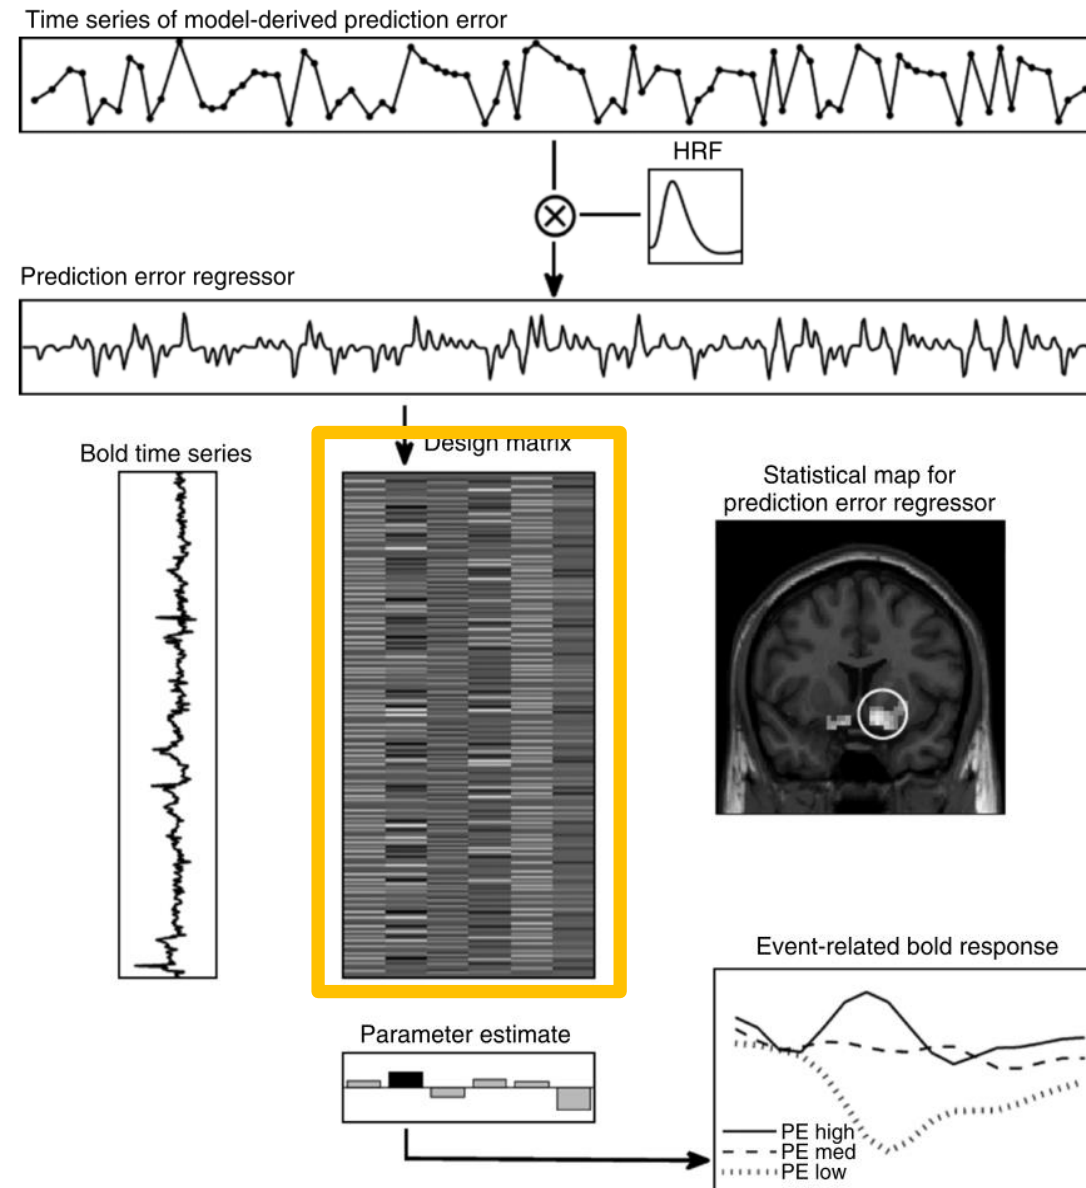 Time series of model-derived prediction error
HRF
Prediction error regressor
Design matrix
Bold time series
Statistical map for
prediction error regressor
Event-related bold response
Parameter estimate
PE high
PE med
PE low